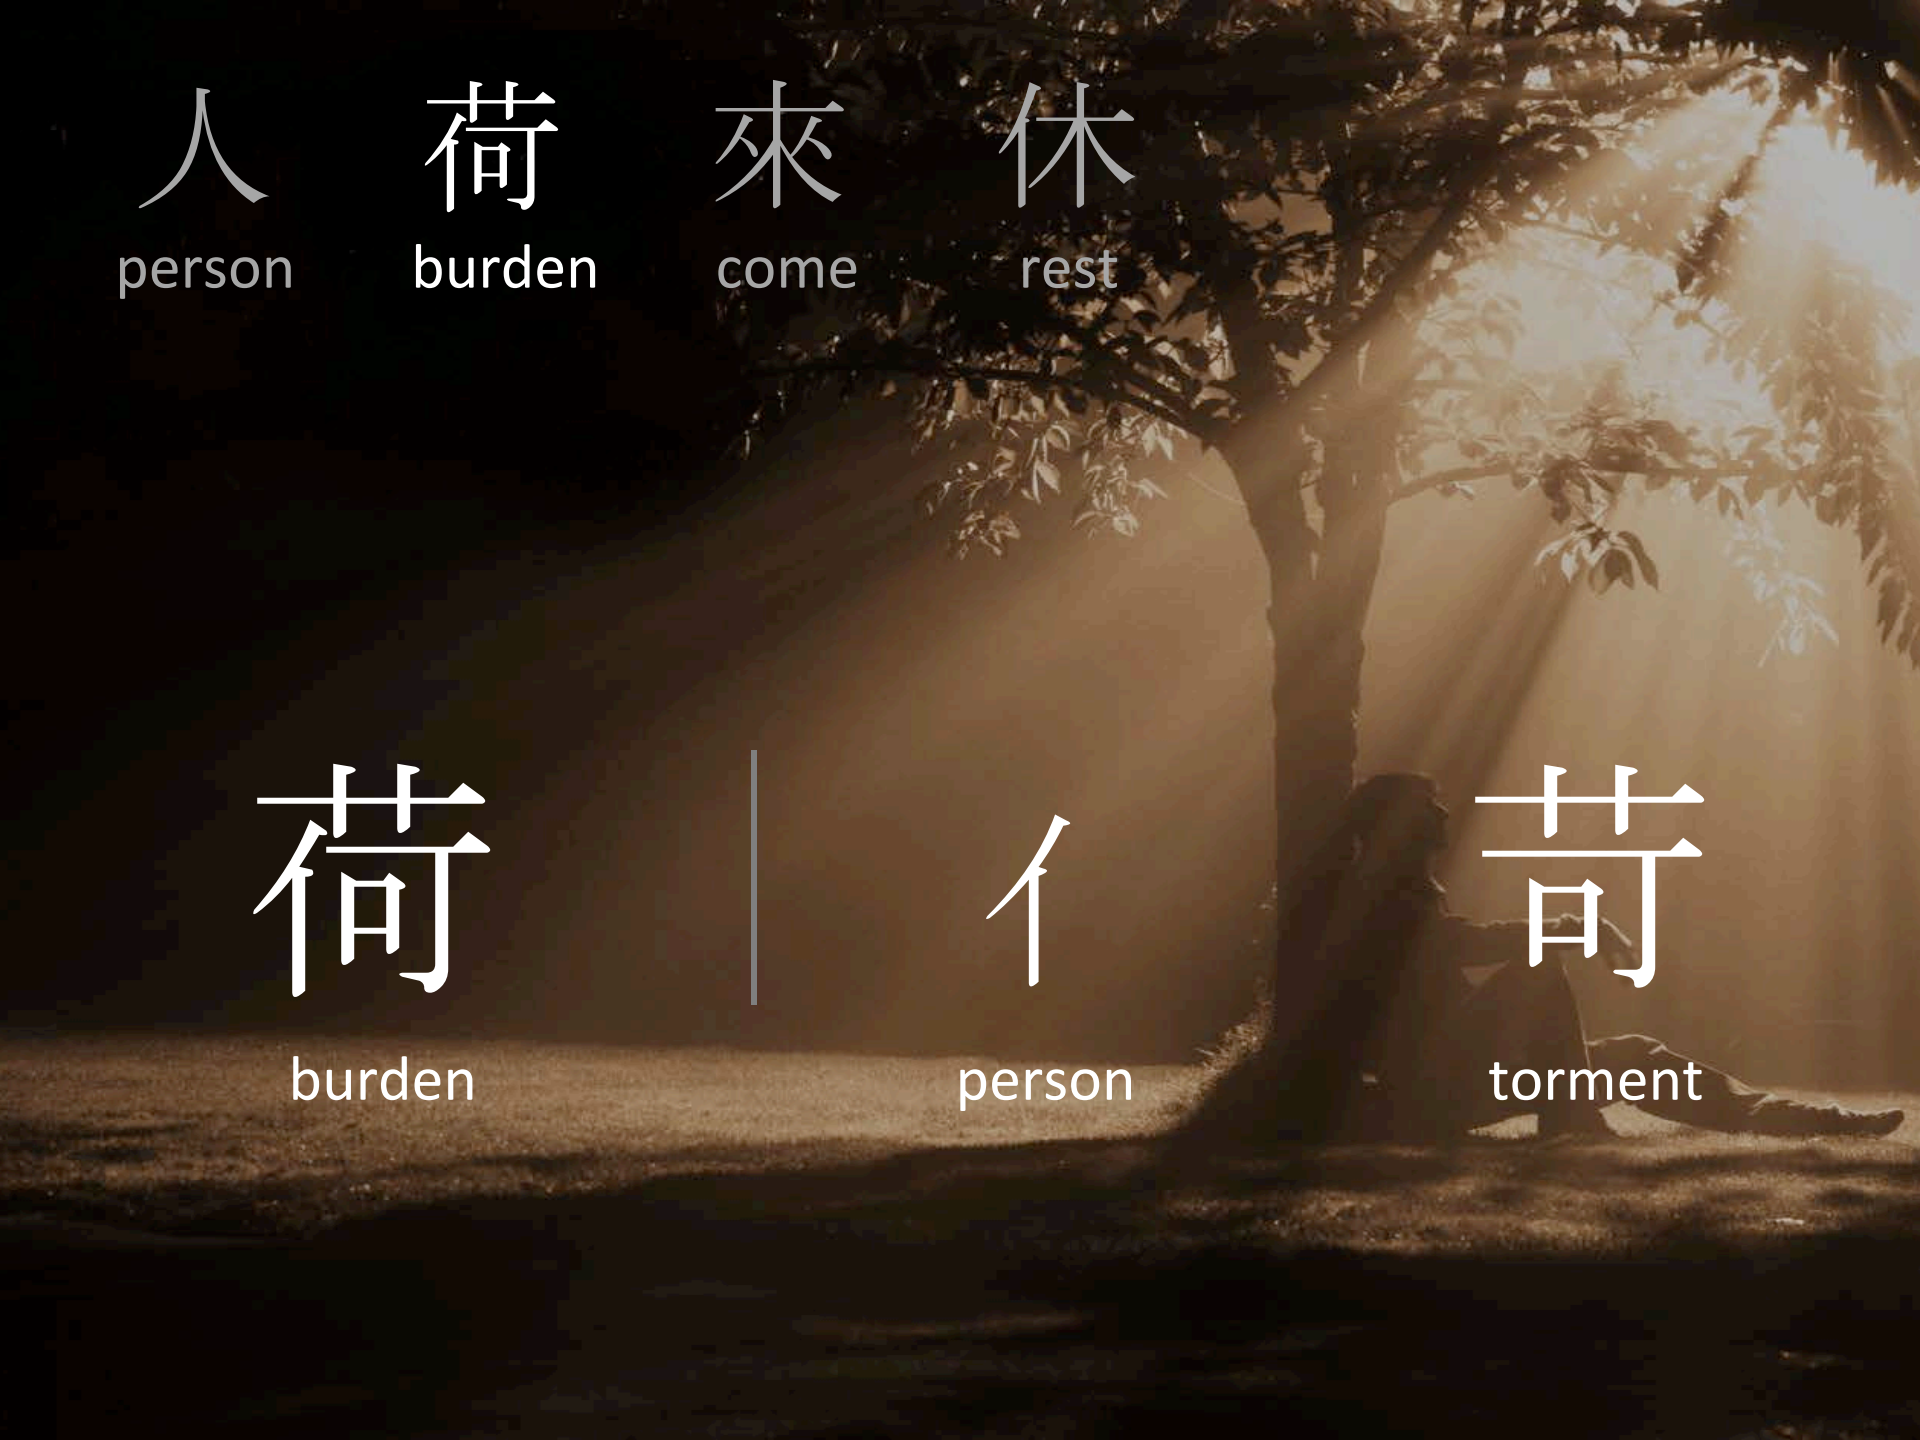 人 荷 來 休
person burden come rest
荷 亻 苛
burden person torment